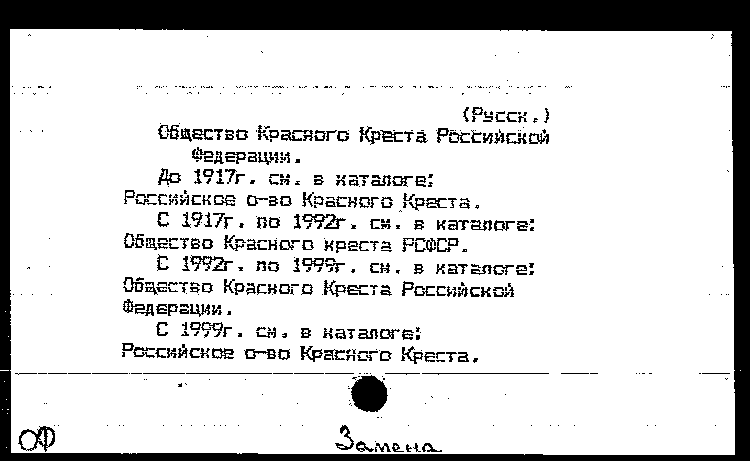 (Русск.)
Общество Красного Креста Российской
Федерации.
До 1917г. см. в каталоге:
Российское о-во Красного Креста.
С 1917г. по 1992г. см. в каталоге:
Общество Красного креста РСФСР.
С 1992г. по 1999г. см. в каталоге:
Общество Красного Креста Российской
Федерации.
С 1999г. см. в каталоге:
Российское о-во Красного Креста.
ОФ Замена